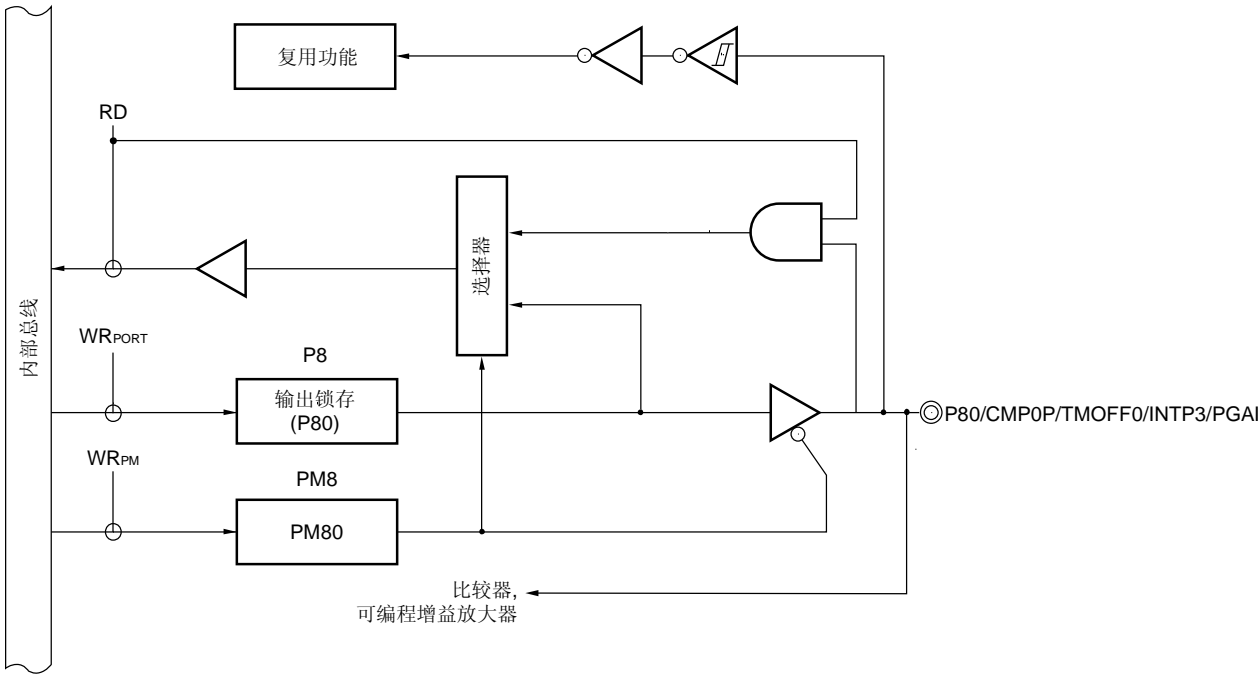 复用功能
RD
选择器
内部总线
WRPORT
P8
输出锁存
(P80)
P80/CMP0P/TMOFF0/INTP3/PGAI
WRPM
PM8
PM80
比较器,
可编程增益放大器